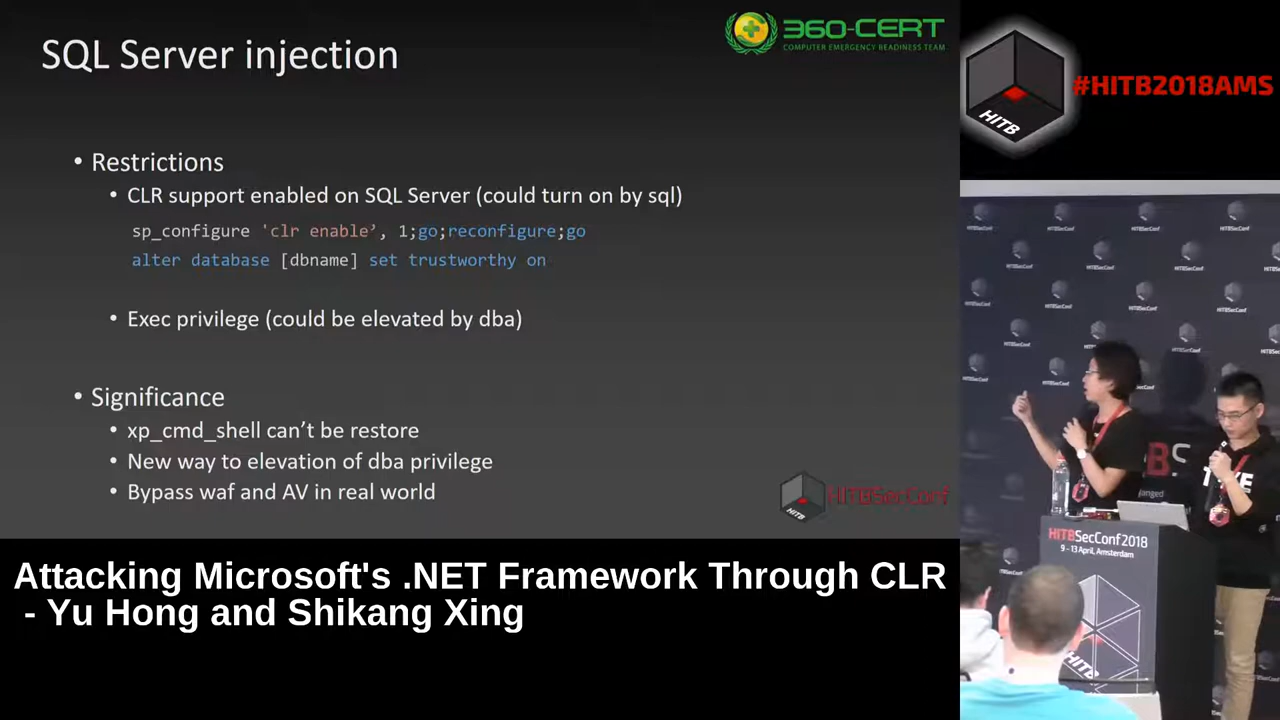 SQL Server injection
360-CERT
COMPUTER EMERGENCY READINESS TEAM
• Restrictions
• CLR support enabled on SQL Server (could turn on by sql)
sp_configure 'clr enable’, 1;go;reconfigure;go
alter database [dbname] set trustworthy on
• Exec privilege (could be elevated by dba)
• Significance
• xp_cmd_shell can’t be restore
• New way to elevation of dba privilege
• Bypass waf and AV in real world
HITB
HITBSecConf
HITB
#HITB2018AMS
HITBSecConf2018
9 - 13 April, Amsterdam
HITB
Attacking Microsoft's .NET Framework Through CLR
- Yu Hong and Shikang Xing